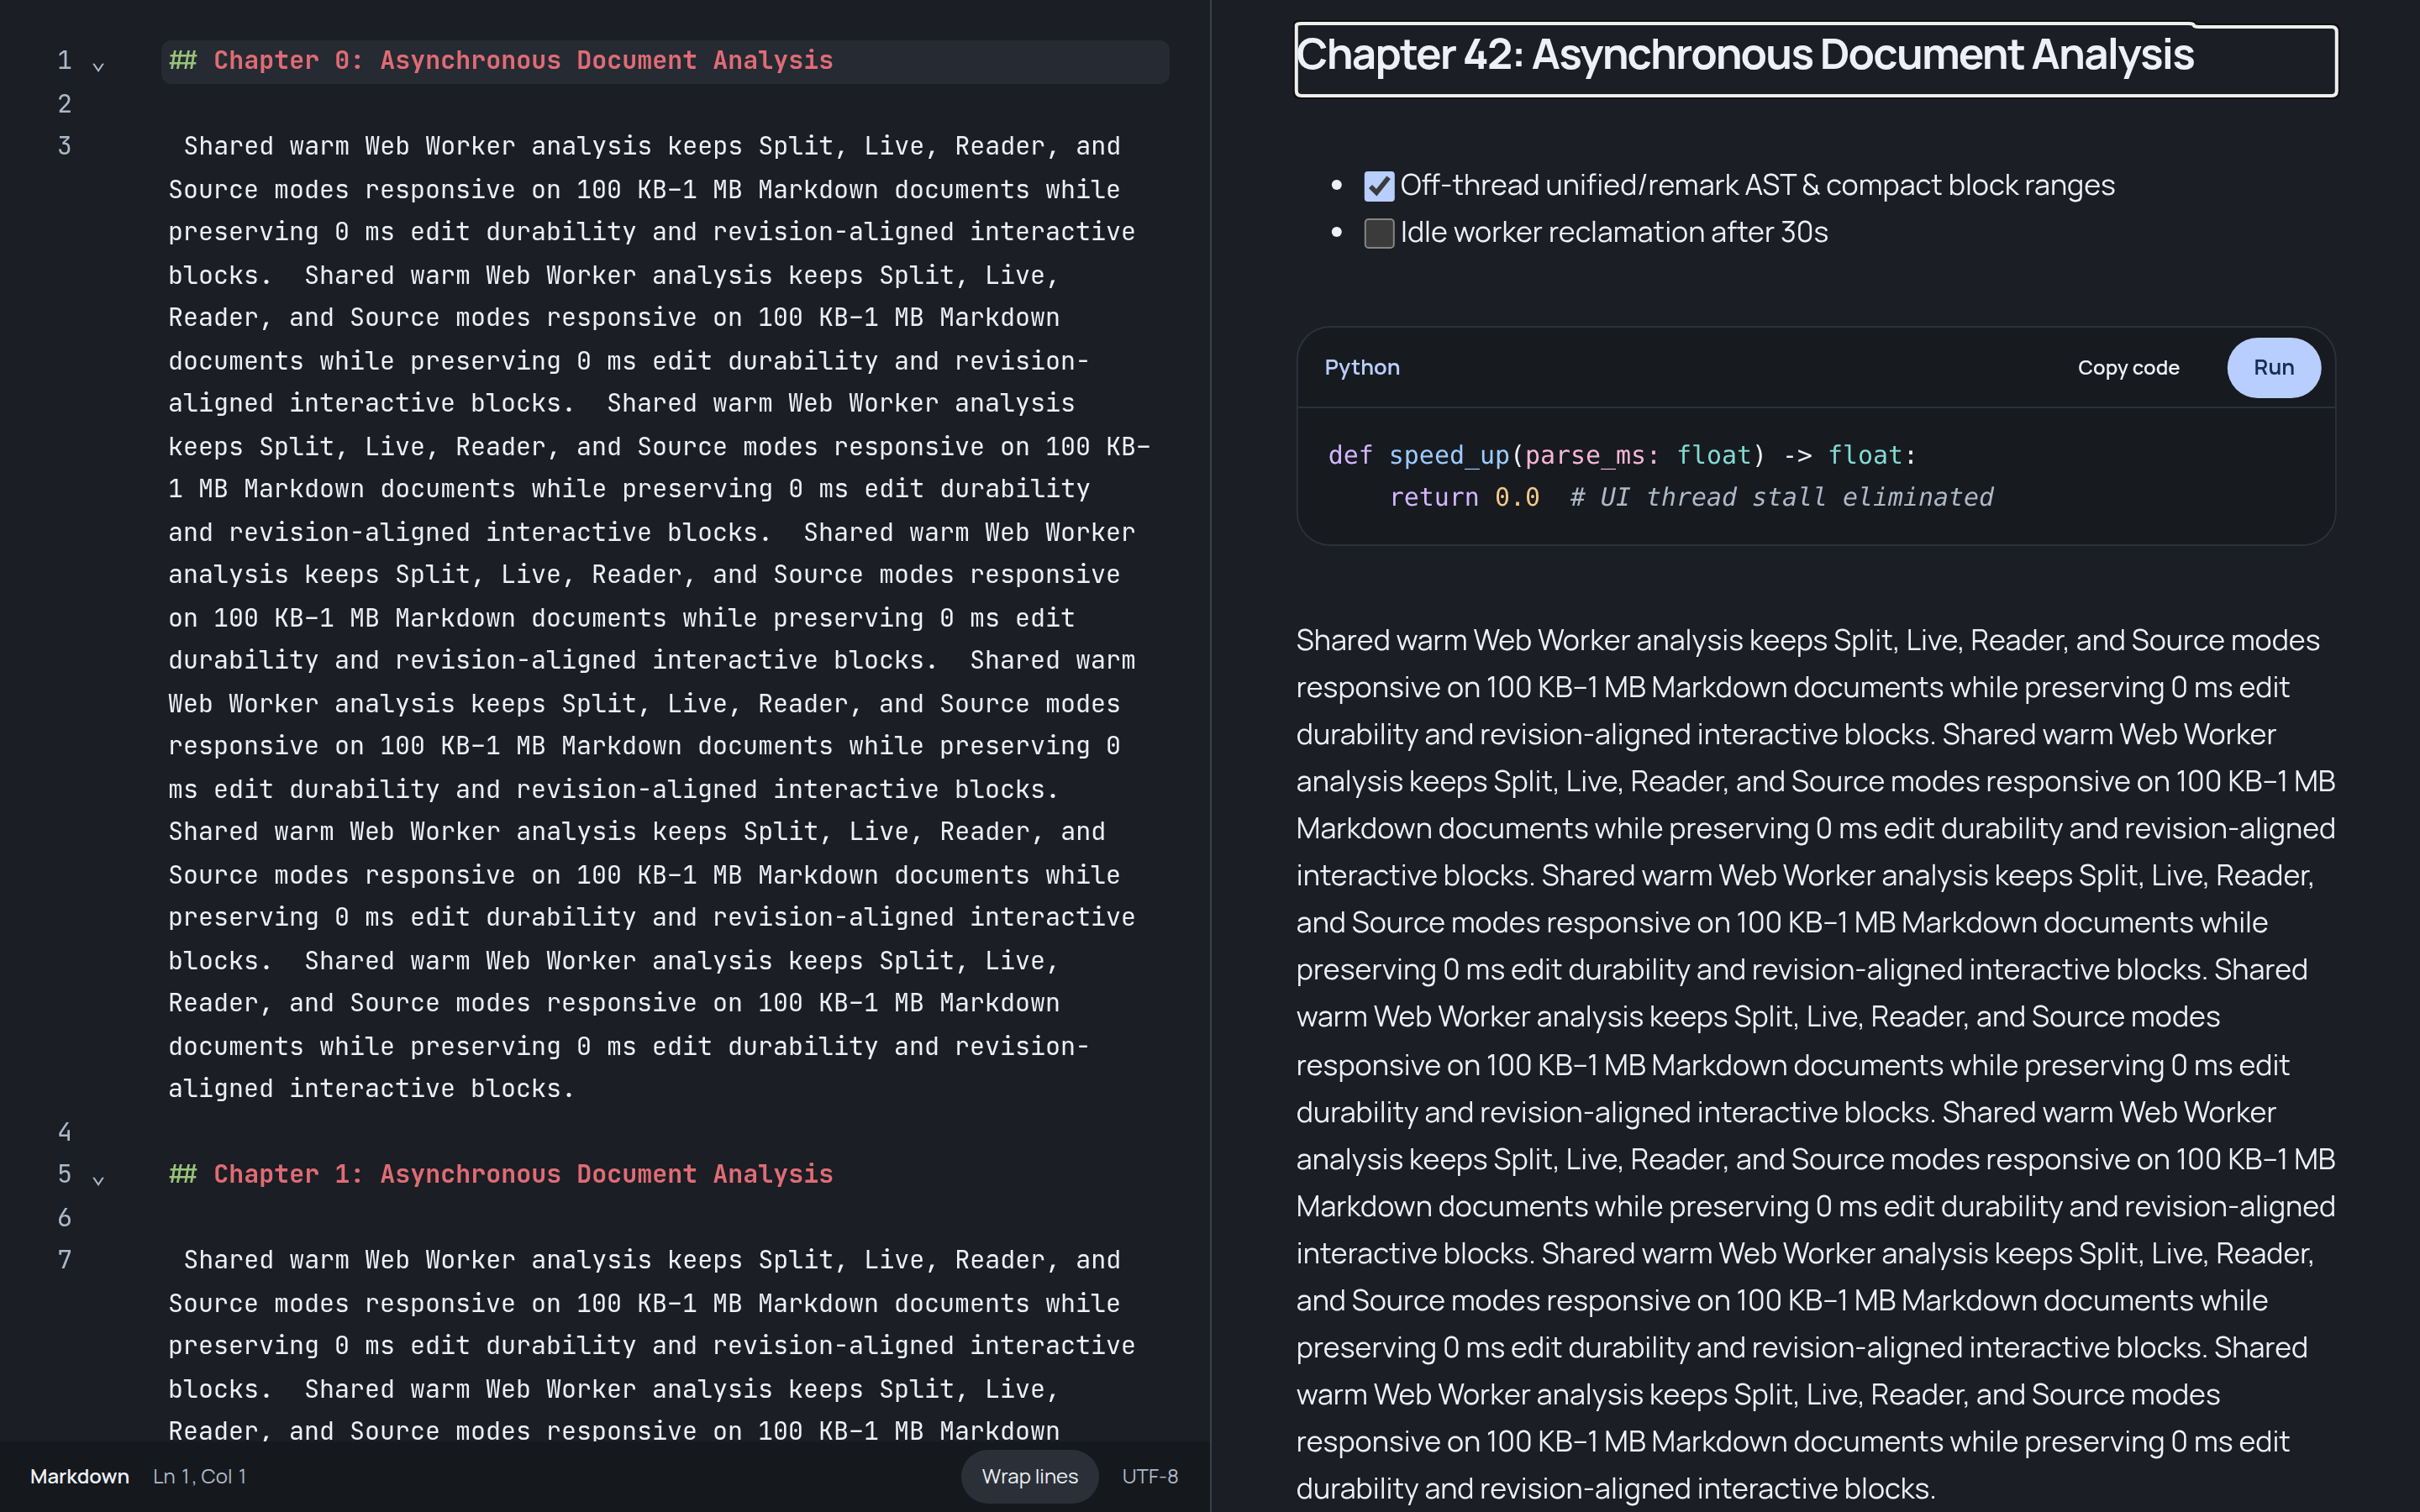 1 ## Chapter 0: Asynchronous Document Analysis
2
3 Shared warm Web Worker analysis keeps Split, Live, Reader, and
Source modes responsive on 100 KB–1 MB Markdown documents while
preserving 0 ms edit durability and revision-aligned interactive
blocks.  Shared warm Web Worker analysis keeps Split, Live,
Reader, and Source modes responsive on 100 KB–1 MB Markdown
documents while preserving 0 ms edit durability and revision-
aligned interactive blocks.  Shared warm Web Worker analysis
keeps Split, Live, Reader, and Source modes responsive on 100 KB–
1 MB Markdown documents while preserving 0 ms edit durability
and revision-aligned interactive blocks.  Shared warm Web Worker
analysis keeps Split, Live, Reader, and Source modes responsive
on 100 KB–1 MB Markdown documents while preserving 0 ms edit
durability and revision-aligned interactive blocks.  Shared warm
Web Worker analysis keeps Split, Live, Reader, and Source modes
responsive on 100 KB–1 MB Markdown documents while preserving 0
ms edit durability and revision-aligned interactive blocks.
Shared warm Web Worker analysis keeps Split, Live, Reader, and
Source modes responsive on 100 KB–1 MB Markdown documents while
preserving 0 ms edit durability and revision-aligned interactive
blocks.  Shared warm Web Worker analysis keeps Split, Live,
Reader, and Source modes responsive on 100 KB–1 MB Markdown
documents while preserving 0 ms edit durability and revision-
aligned interactive blocks.
4
5 ## Chapter 1: Asynchronous Document Analysis
6
7 Shared warm Web Worker analysis keeps Split, Live, Reader, and
Source modes responsive on 100 KB–1 MB Markdown documents while
preserving 0 ms edit durability and revision-aligned interactive
blocks.  Shared warm Web Worker analysis keeps Split, Live,
Reader, and Source modes responsive on 100 KB–1 MB Markdown
Markdown Ln 1, Col 1 Wrap lines UTF-8
Chapter 42: Asynchronous Document Analysis
• Off-thread unified/remark AST & compact block ranges
• Idle worker reclamation after 30s
Python Copy code Run
def speed_up(parse_ms: float) -> float:
    return 0.0  # UI thread stall eliminated
Shared warm Web Worker analysis keeps Split, Live, Reader, and Source modes
responsive on 100 KB–1 MB Markdown documents while preserving 0 ms edit
durability and revision-aligned interactive blocks. Shared warm Web Worker
analysis keeps Split, Live, Reader, and Source modes responsive on 100 KB–1 MB
Markdown documents while preserving 0 ms edit durability and revision-aligned
interactive blocks. Shared warm Web Worker analysis keeps Split, Live, Reader,
and Source modes responsive on 100 KB–1 MB Markdown documents while
preserving 0 ms edit durability and revision-aligned interactive blocks. Shared
warm Web Worker analysis keeps Split, Live, Reader, and Source modes
responsive on 100 KB–1 MB Markdown documents while preserving 0 ms edit
durability and revision-aligned interactive blocks. Shared warm Web Worker
analysis keeps Split, Live, Reader, and Source modes responsive on 100 KB–1 MB
Markdown documents while preserving 0 ms edit durability and revision-aligned
interactive blocks. Shared warm Web Worker analysis keeps Split, Live, Reader,
and Source modes responsive on 100 KB–1 MB Markdown documents while
preserving 0 ms edit durability and revision-aligned interactive blocks. Shared
warm Web Worker analysis keeps Split, Live, Reader, and Source modes
responsive on 100 KB–1 MB Markdown documents while preserving 0 ms edit
durability and revision-aligned interactive blocks.